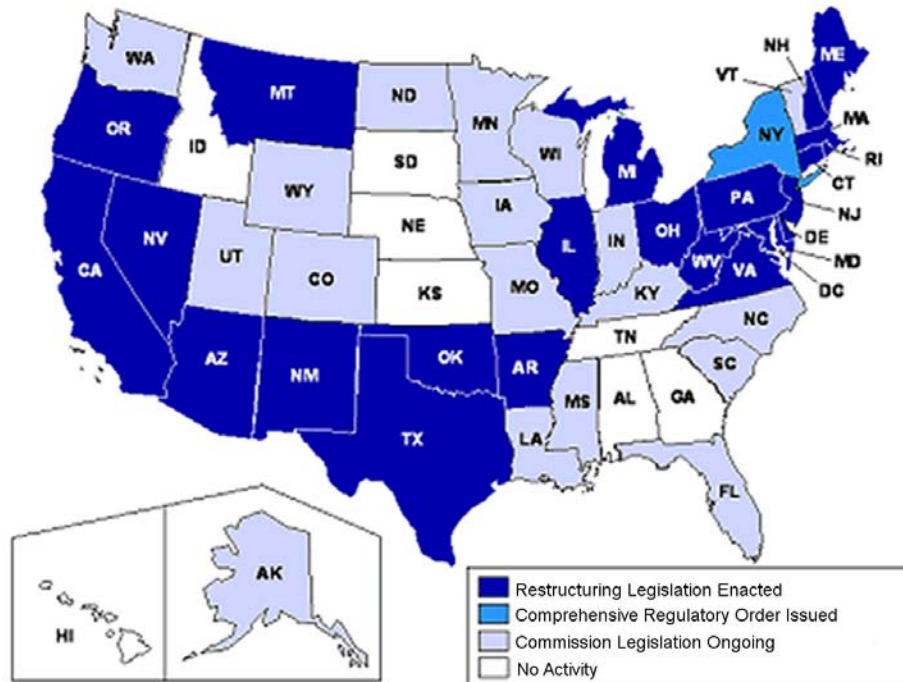 WA
MT
ND
MN
VT
NH
ME
OR
ID
SD
WI
MI
NY
MA
RI
CT
WY
IA
PA
NJ
NV
NE
IL
IN
OH
DE
MD
DC
CA
UT
CO
KS
MO
KY
WV
VA
AZ
NM
OK
AR
TN
NC
SC
TX
LA
MS
AL
GA
FL
HI
AK
Restructuring Legislation Enacted
Comprehensive Regulatory Order Issued
Commission Legislation Ongoing
No Activity